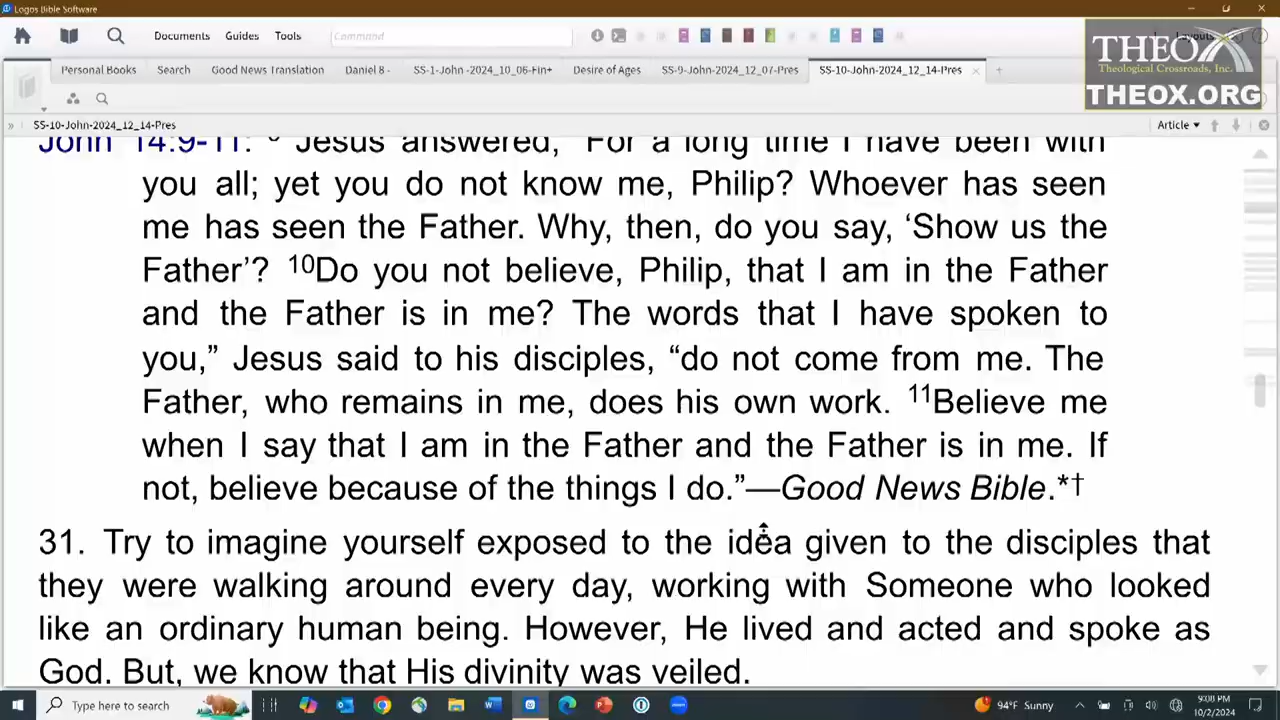 Logos Bible Software
Documents Guides Tools Command Layouts
THEOX
Theological Crossroads, Inc.
THEOX.ORG
Personal Books Search Good News Translation Daniel 8 - Desire of Ages SS-9-John-2024_12_07-Pres SS-10-John-2024_12_14-Pres
SS-10-John-2024_12_14-Pres Article
John 14:9-11: Jesus answered, “For a long time I have been with
you all; yet you do not know me, Philip? Whoever has seen
me has seen the Father. Why, then, do you say, ‘Show us the
Father’? 10Do you not believe, Philip, that I am in the Father
and the Father is in me? The words that I have spoken to
you,” Jesus said to his disciples, “do not come from me. The
Father, who remains in me, does his own work. 11Believe me
when I say that I am in the Father and the Father is in me. If
not, believe because of the things I do.”—Good News Bible.*†
31. Try to imagine yourself exposed to the idea given to the disciples that
they were walking around every day, working with Someone who looked
like an ordinary human being. However, He lived and acted and spoke as
God. But, we know that His divinity was veiled.
Type here to search
94°F Sunny
9:08 PM
10/2/2024